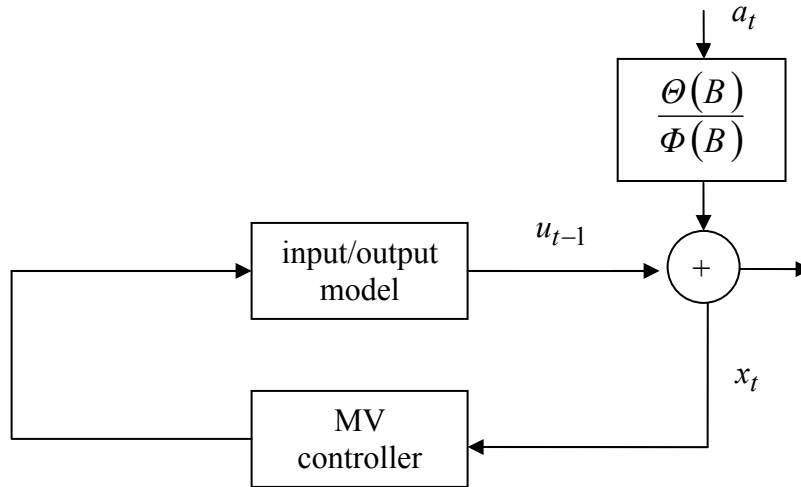 a_t
Θ(B)
Φ(B)
input/output
model
u_{t−1}
+
x_t
MV
controller